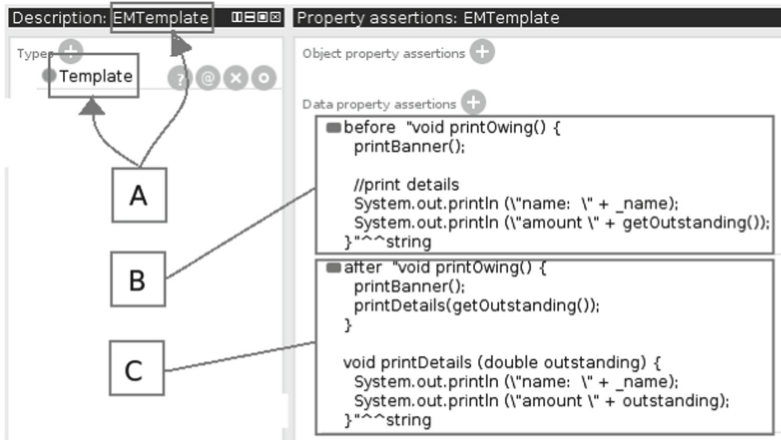 Description: EMTemplate
Property assertions: EMTemplate
Types
Template
? @ × o
A
B
C
Object property assertions
Data property assertions
before "void printOwing() {
printBanner();
//print details
System.out.println (\"name: \" + _name);
System.out.println (\"amount \" + getOutstanding());
}"^^string
after "void printOwing() {
printBanner();
printDetails(getOutstanding());
}
void printDetails (double outstanding) {
System.out.println (\"name: \" + _name);
System.out.println (\"amount \" + outstanding);
}"^^string